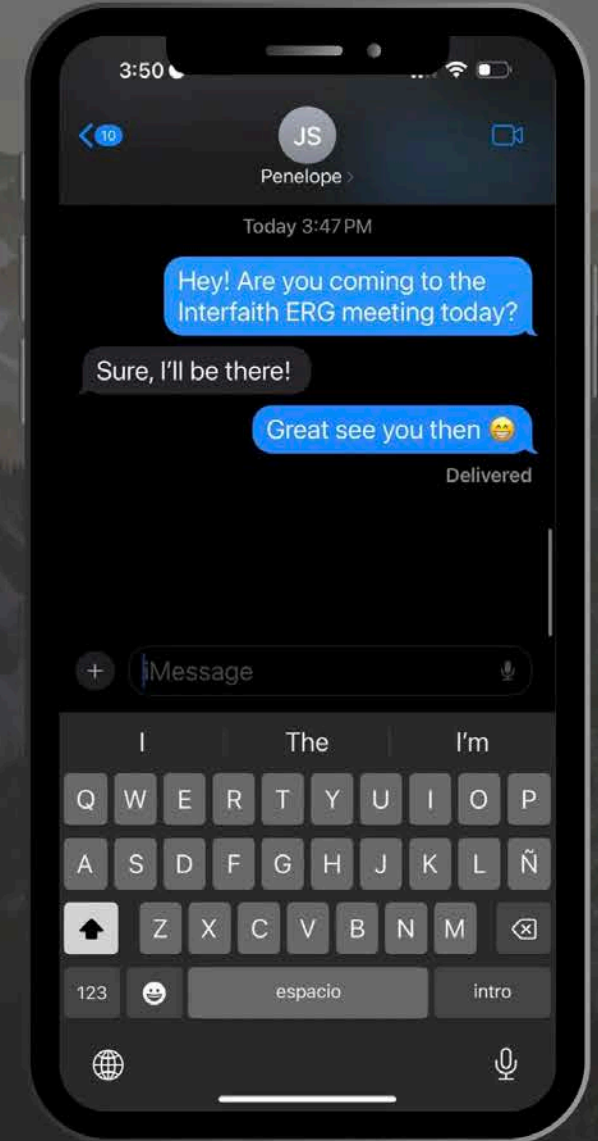 3:50
10
JS
Penelope
Today 3:47 PM
Hey! Are you coming to the
Interfaith ERG meeting today?
Sure, I'll be there!
Great see you then 😁
Delivered
iMessage
I The I'm
Q W E R T Y U I O P
A S D F G H J K L Ñ
Z X C V B N M
123 espacio intro